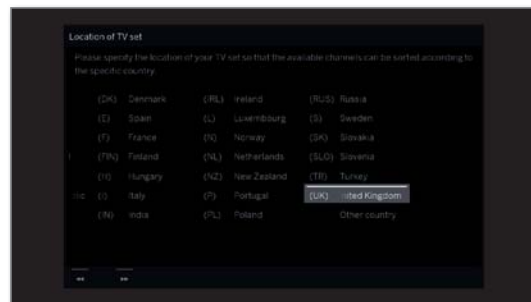 Location of TV set
Please specify the location of your TV set so that the available channels can be sorted according to
the specific country.
(DK) Denmark (IRL) Ireland (RUS) Russia
(E) Spain (L) Luxembourg (S) Sweden
(F) France (N) Norway (SK) Slovakia
(FIN) Finland (NL) Netherlands (SLO) Slovenia
(H) Hungary (NZ) New Zealand (TR) Turkey
(I) Italy (P) Portugal (UK) United Kingdom
(IN) India (PL) Poland Other country